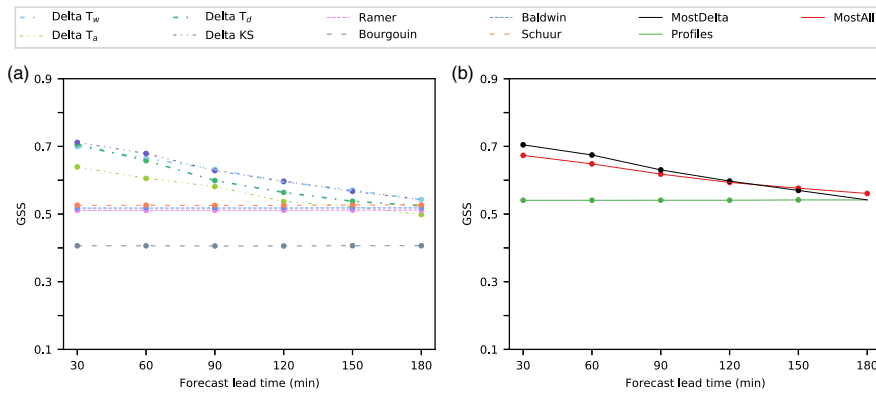 Delta T_w Delta T_d Ramer Baldwin MostDelta MostAll
Delta T_a Delta KS Bourgouin Schuur Profiles
(a) (b)
0.9 0.9
0.7 0.7
GSS GSS
0.5 0.5
0.3 0.3
0.1 0.1
30 60 90 120 150 180 30 60 90 120 150 180
Forecast lead time (min) Forecast lead time (min)